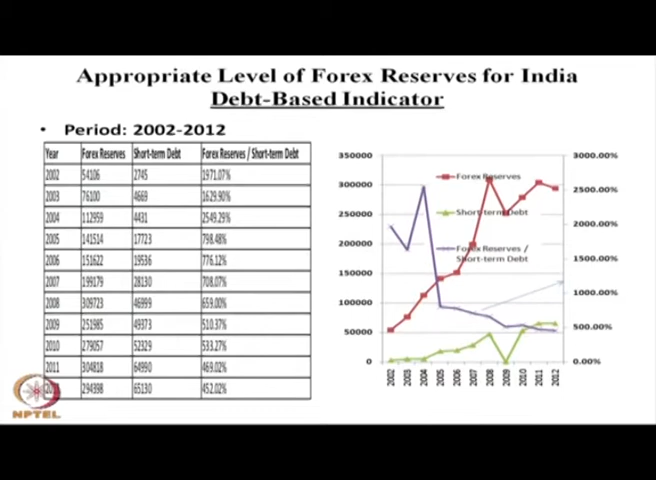 Appropriate Level of Forex Reserves for India
Debt-Based Indicator
• Period: 2002-2012
Year Forex Reserves Short-term Debt Forex Reserves / Short-term Debt
2002 54106 2745 1971.07%
2003 76100 4669 1629.90%
2004 112959 4431 2549.29%
2005 141514 17723 798.48%
2006 151622 19536 776.12%
2007 199179 28130 708.07%
2008 309723 46999 659.00%
2009 251985 49373 510.37%
2010 279057 52329 533.27%
2011 304818 64990 469.02%
294398 65130 452.02%
NPTEL
350000
300000
250000
200000
150000
100000
50000
0
3000.00%
2500.00%
2000.00%
1500.00%
1000.00%
500.00%
0.00%
Forex Reserves
Short-term Debt
Forex Reserves /
Short-term Debt
2002 2003 2004 2005 2006 2007 2008 2009 2010 2011 2012